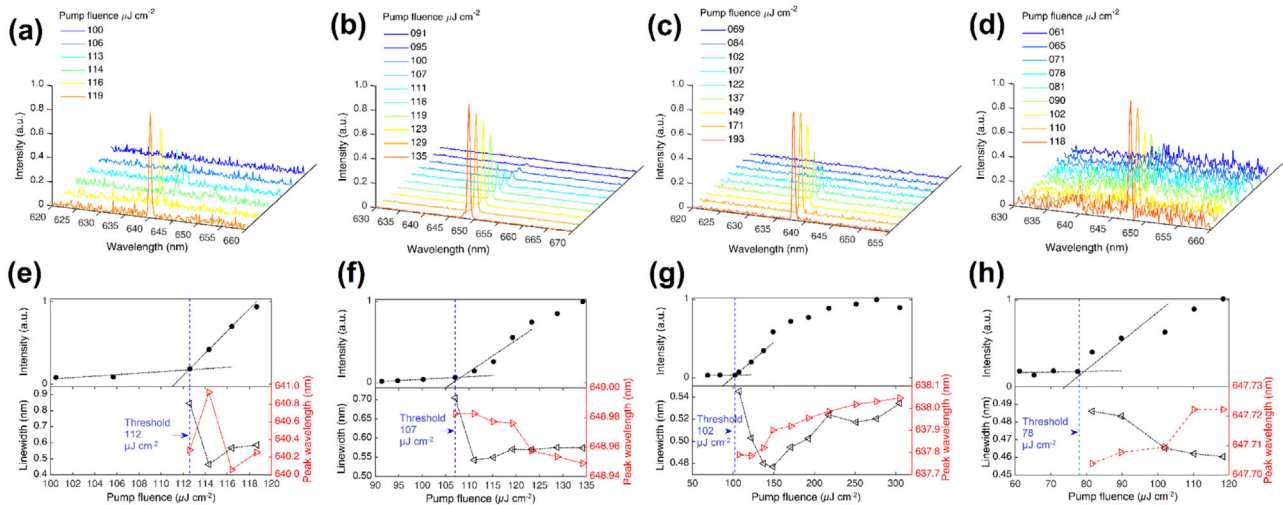 (a)
Pump fluence μJ cm-2
100
106
113
114
116
119
Intensity (a.u.)
1.0
0.8
0.6
0.4
0.2
0
620
625
630
635
640
645
650
655
660
Wavelength (nm)
(b)
Pump fluence μJ cm-2
091
095
100
107
111
116
119
123
129
135
Intensity (a.u.)
1.0
0.8
0.6
0.4
0.2
0
630
635
640
645
650
655
660
665
670
Wavelength (nm)
(c)
Pump fluence μJ cm-2
069
084
102
107
122
137
149
171
193
Intensity (a.u.)
1.0
0.8
0.6
0.4
0.2
0
620
625
630
635
640
645
650
655
Wavelength (nm)
(d)
Pump fluence μJ cm-2
061
065
071
078
081
090
102
110
118
Intensity (a.u.)
1.0
0.8
0.6
0.4
0.2
0
630
635
640
645
650
655
660
Wavelength (nm)
(e)
Intensity (a.u.)
1
0
Linewidth (nm)
0.9
0.8
0.7
0.6
0.5
0.4
Threshold
112
μJ cm-2
641.0
640.8
640.6
640.4
640.2
640.0
Peak wavelength (nm)
100 102 104 106 108 110 112 114 116 118 120
Pump fluence (μJ cm-2)
(f)
Intensity (a.u.)
1
0
Linewidth (nm)
0.70
0.65
0.60
0.55
0.50
Threshold
107
μJ cm-2
649.00
648.98
648.96
648.94
Peak wavelength (nm)
90 95 100 105 110 115 120 125 130 135
Pump fluence (μJ cm-2)
(g)
Intensity (a.u.)
1
0
Linewidth (nm)
0.54
0.52
0.50
0.48
Threshold
102
μJ cm-2
638.1
638.0
637.9
637.8
637.7
Peak wavelength (nm)
50 100 150 200 250 300
Pump fluence (μJ cm-2)
(h)
Intensity (a.u.)
1
0
Linewidth (nm)
0.49
0.48
0.46
0.45
Threshold
78
μJ cm-2
647.73
647.72
647.71
647.70
Peak wavelength (nm)
60 70 80 90 100 110 120
Pump fluence (μJ cm-2)